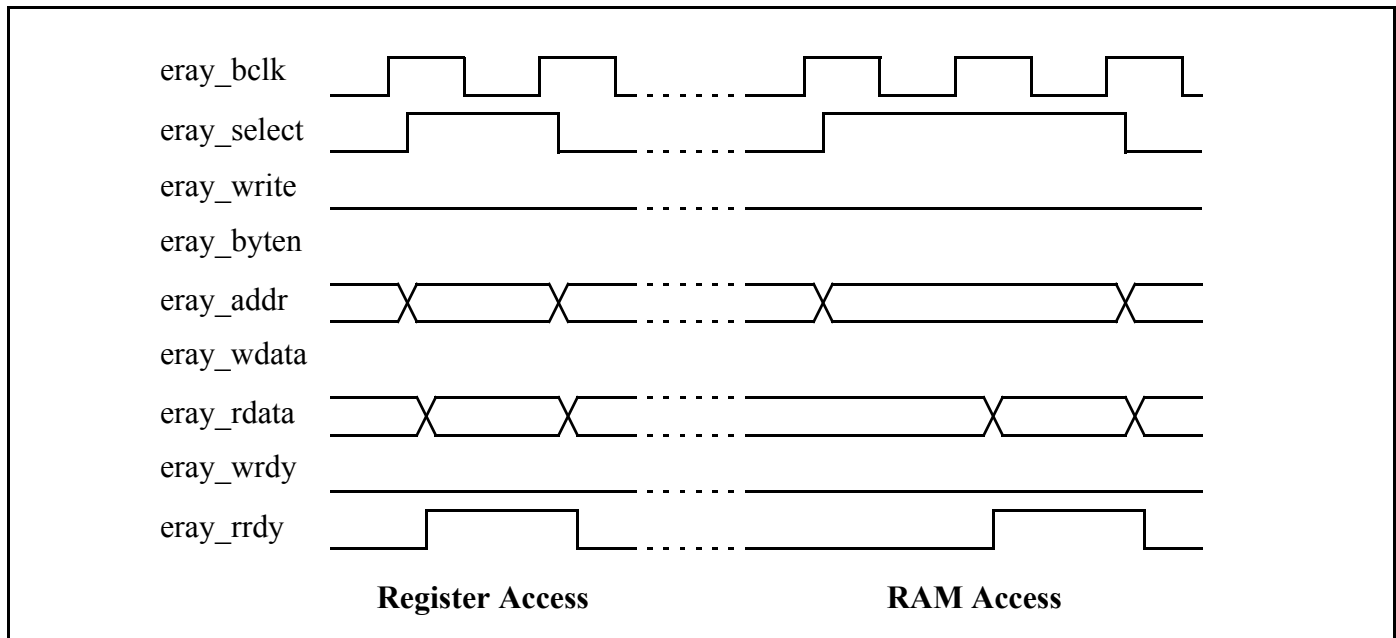 eray_bclk
eray_select
eray_write
eray_byten
eray_addr
eray_wdata
eray_rdata
eray_wrdy
eray_rrdy
Register Access RAM Access